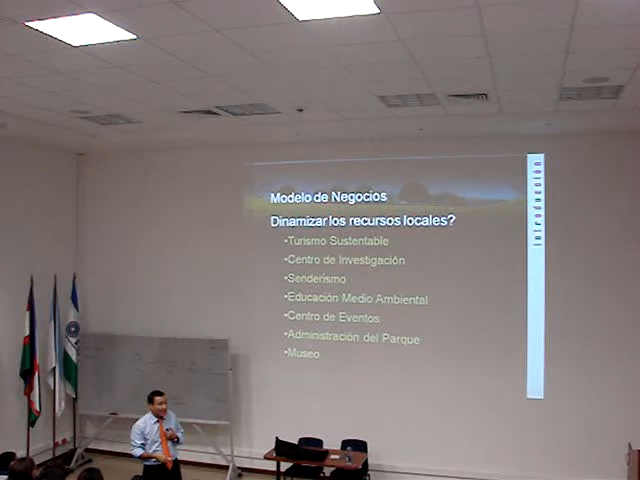 Modelo de Negocios
Dinamizar los recursos locales?
•Turismo Sustentable
•Centro de Investigación
•Senderismo
•Educación Medio Ambiental
•Centro de Eventos
•Administración del Parque
•Museo
introducción